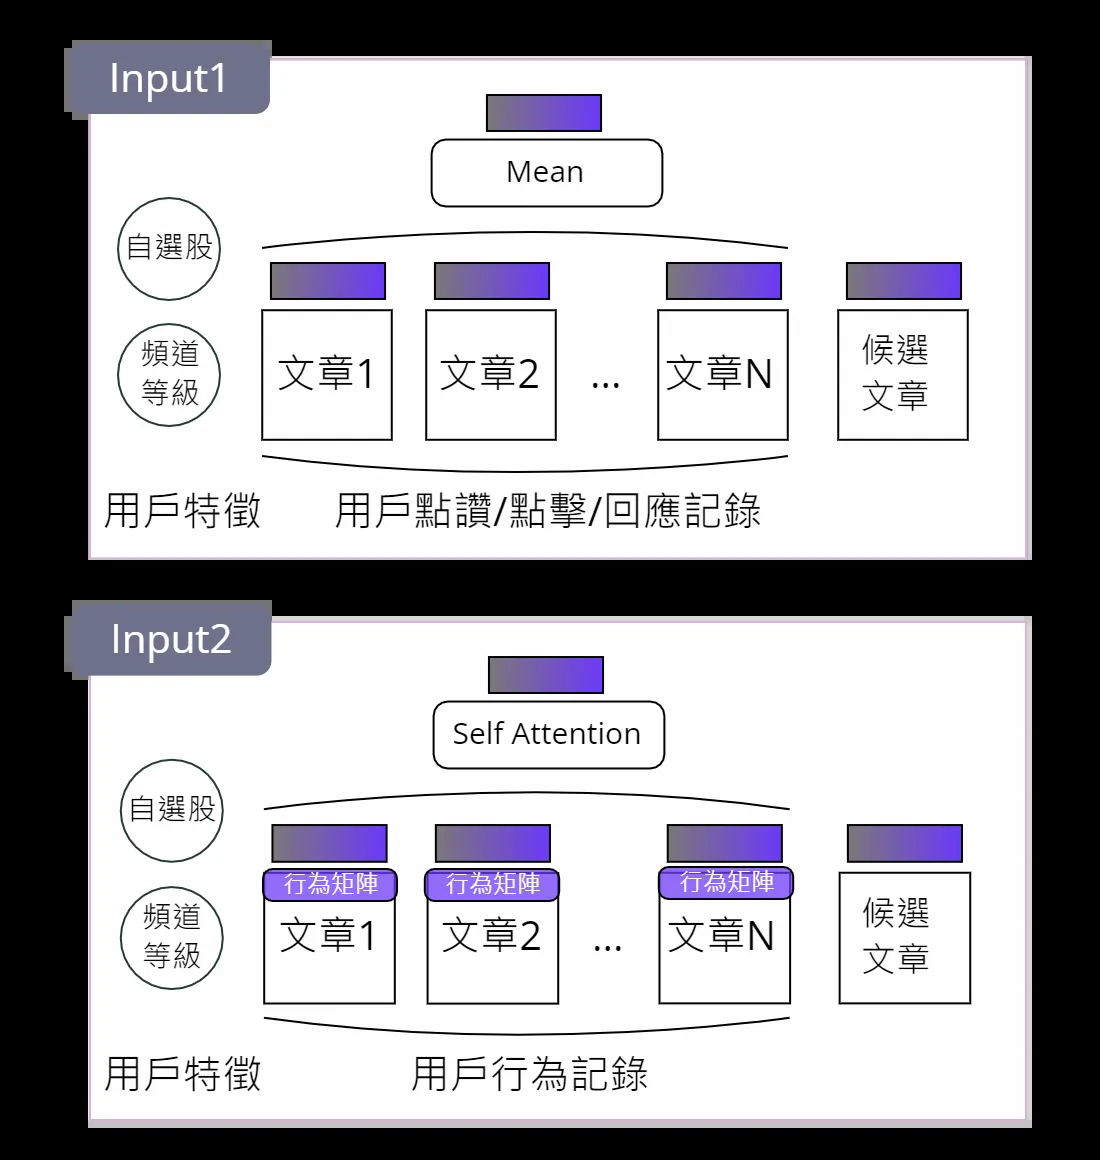 Input1
Mean
自選股
頻道
等級
文章1
文章2
...
文章N
候選
文章
用戶特徵
用戶點讚/點擊/回應記錄
Input2
Self Attention
自選股
頻道
等級
行為矩陣
文章1
行為矩陣
文章2
...
行為矩陣
文章N
候選
文章
用戶特徵
用戶行為記錄